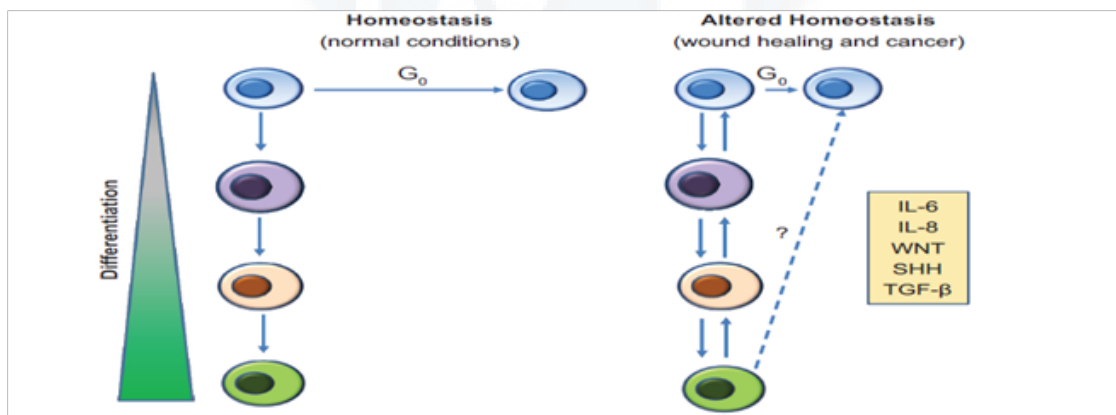 Homeostasis
(normal conditions)
Altered Homeostasis
(wound healing and cancer)
G₀
G₀
Differentiation
?
IL-6
IL-8
WNT
SHH
TGF-β